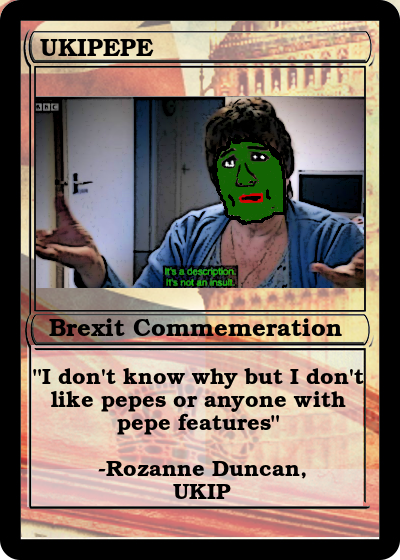 UKIPEPE
BBC
It's a description.
It's not an insult.
Brexit Commemeration
"I don't know why but I don't
like pepes or anyone with
pepe features"
-Rozanne Duncan,
UKIP